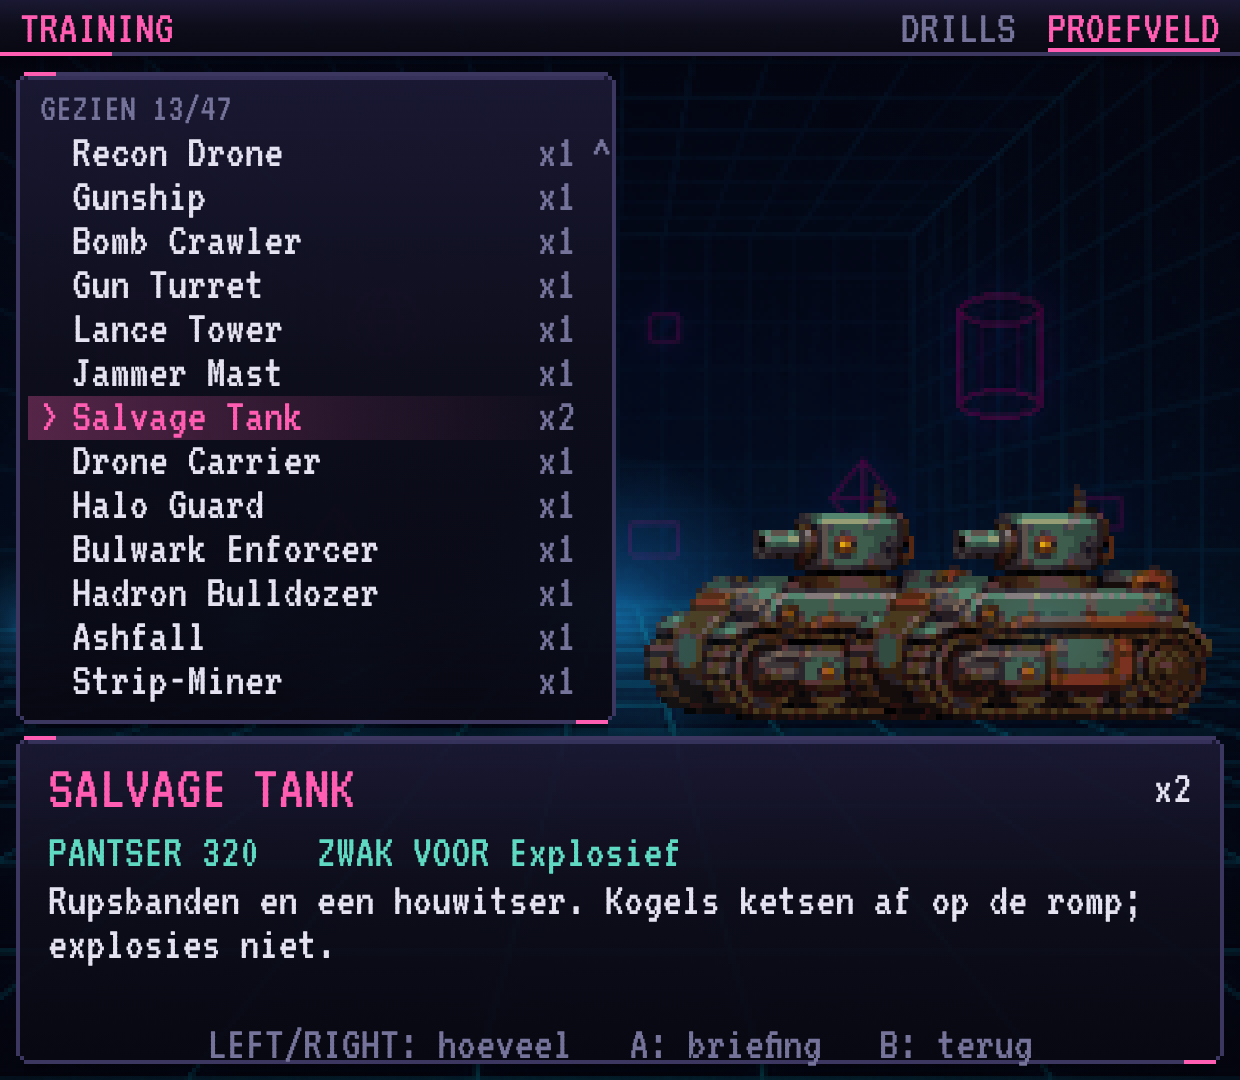 TRAINING
DRILLS PROEFVELD
GEZIEN 13/47
Recon Drone x1 ^
Gunship x1
Bomb Crawler x1
Gun Turret x1
Lance Tower x1
Jammer Mast x1
> Salvage Tank x2
Drone Carrier x1
Halo Guard x1
Bulwark Enforcer x1
Hadron Bulldozer x1
Ashfall x1
Strip-Miner x1
SALVAGE TANK x2
PANTSER 320 ZWAK VOOR Explosief
Rupsbanden en een houwitser. Kogels ketsen af op de romp;
explosies niet.
LEFT/RIGHT: hoeveel A: briefing B: terug